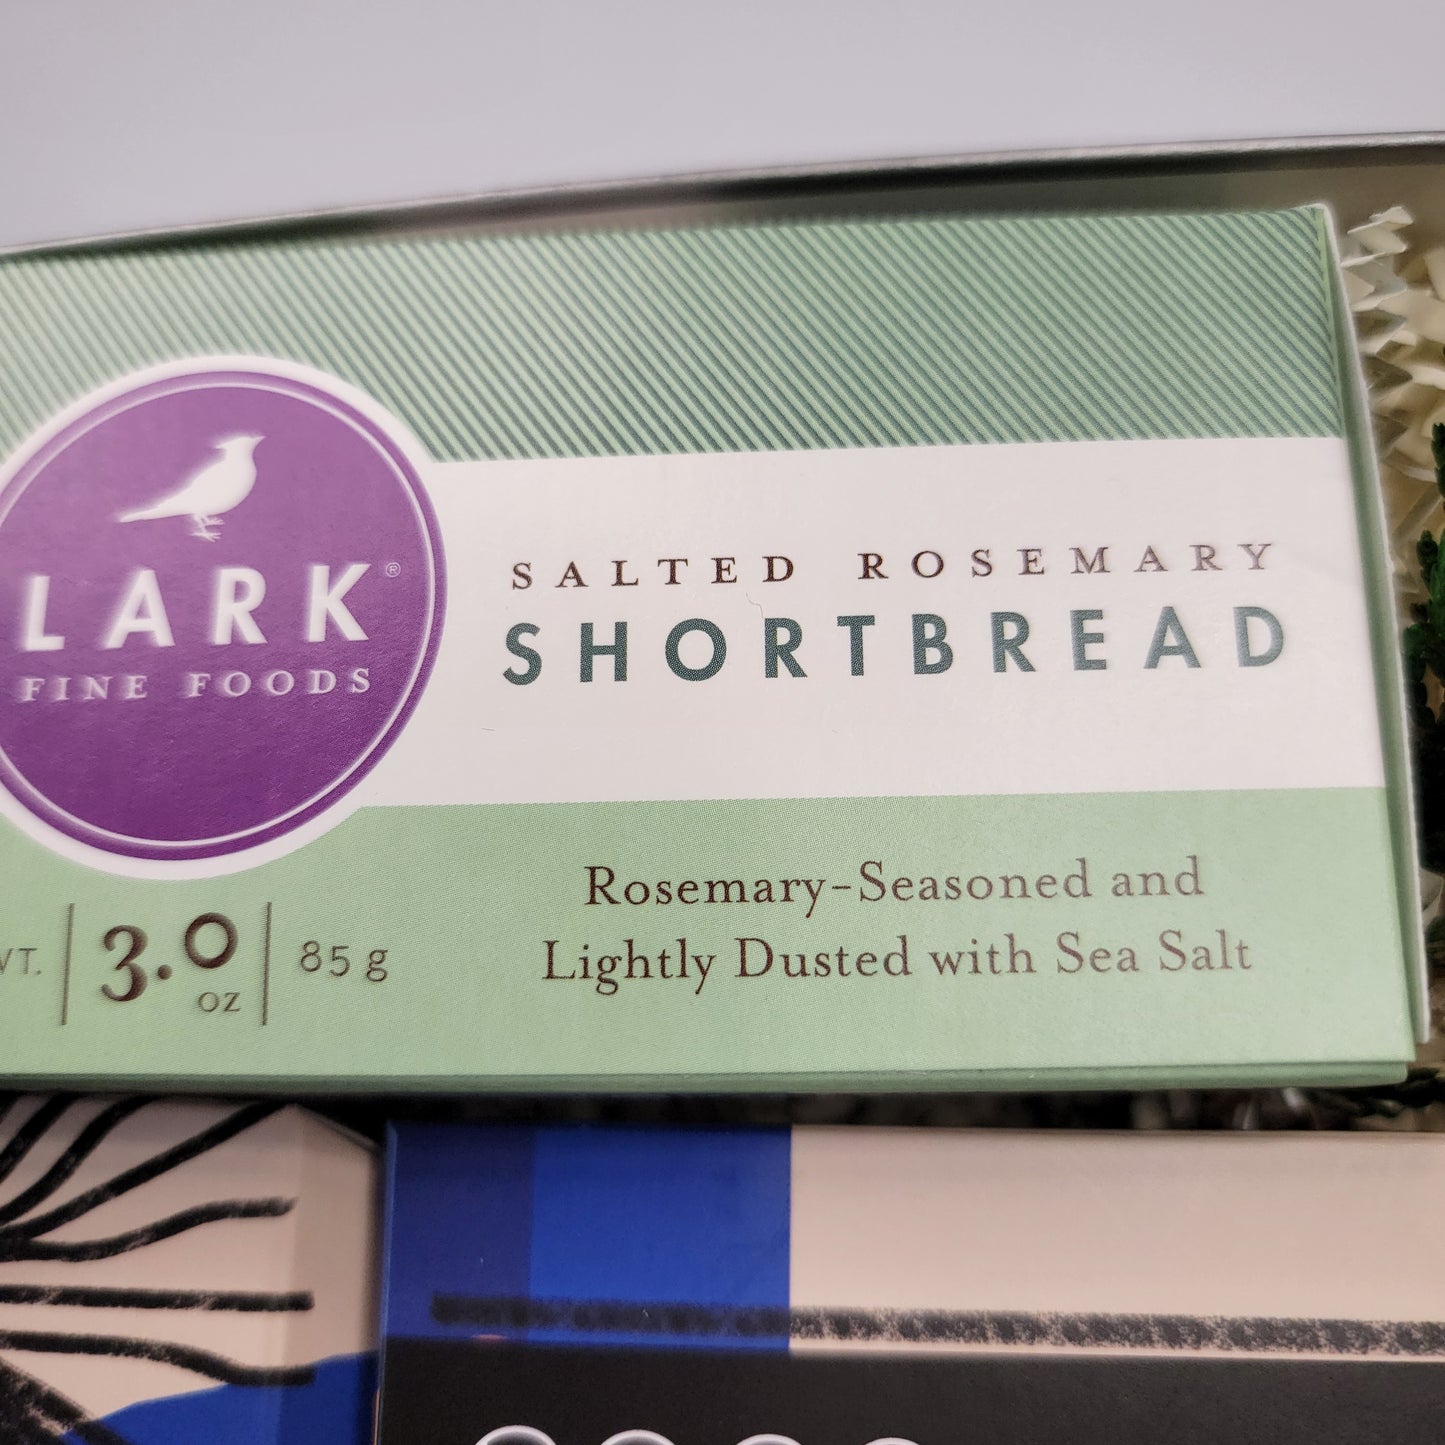 LARK®
FINE FOODS
SALTED ROSEMARY
SHORTBREAD
Rosemary-Seasoned and
Lightly Dusted with Sea Salt
3.0 oz 85 g